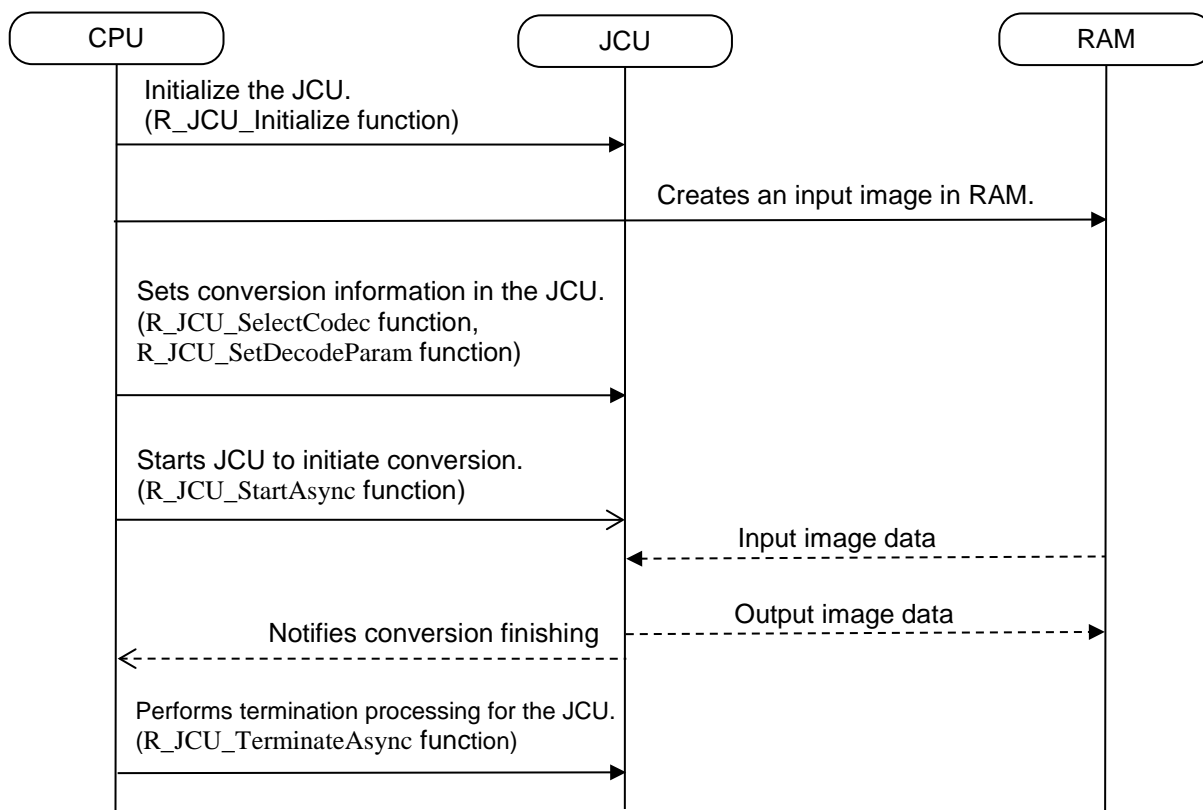 CPU
JCU
RAM
Initialize the JCU.
(R_JCU_Initialize function)
Creates an input image in RAM.
Sets conversion information in the JCU.
(R_JCU_SelectCodec function,
R_JCU_SetDecodeParam function)
Starts JCU to initiate conversion.
(R_JCU_StartAsync function)
Input image data
Output image data
Notifies conversion finishing
Performs termination processing for the JCU.
(R_JCU_TerminateAsync function)